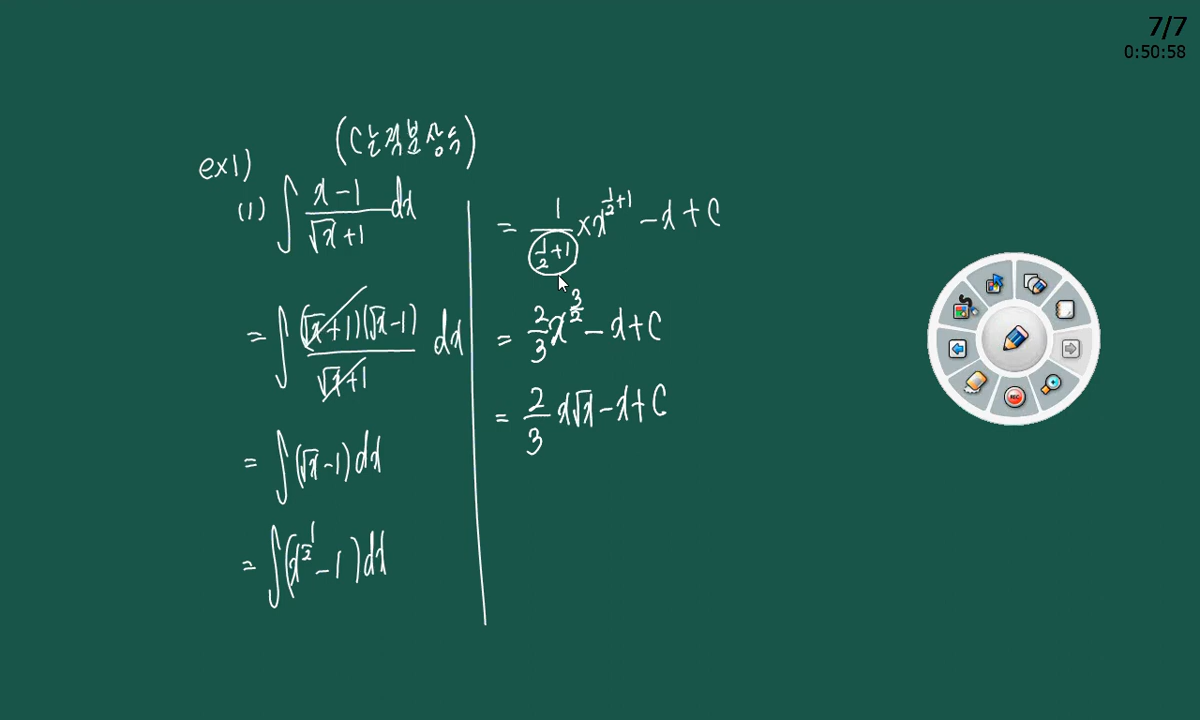 7/7
0:50:58
(C는 적분상수)
ex1)
(1) ∫ (x-1)/(√x+1) dx
= ∫ (√x+1)(√x-1)/(√x+1) dx
= ∫ (√x-1) dx
= ∫ (x^(1/2) - 1) dx
= 1/(1/2+1) × x^(1/2+1) - x + C
= 2/3 x^(3/2) - x + C
= 2/3 x√x - x + C
REC